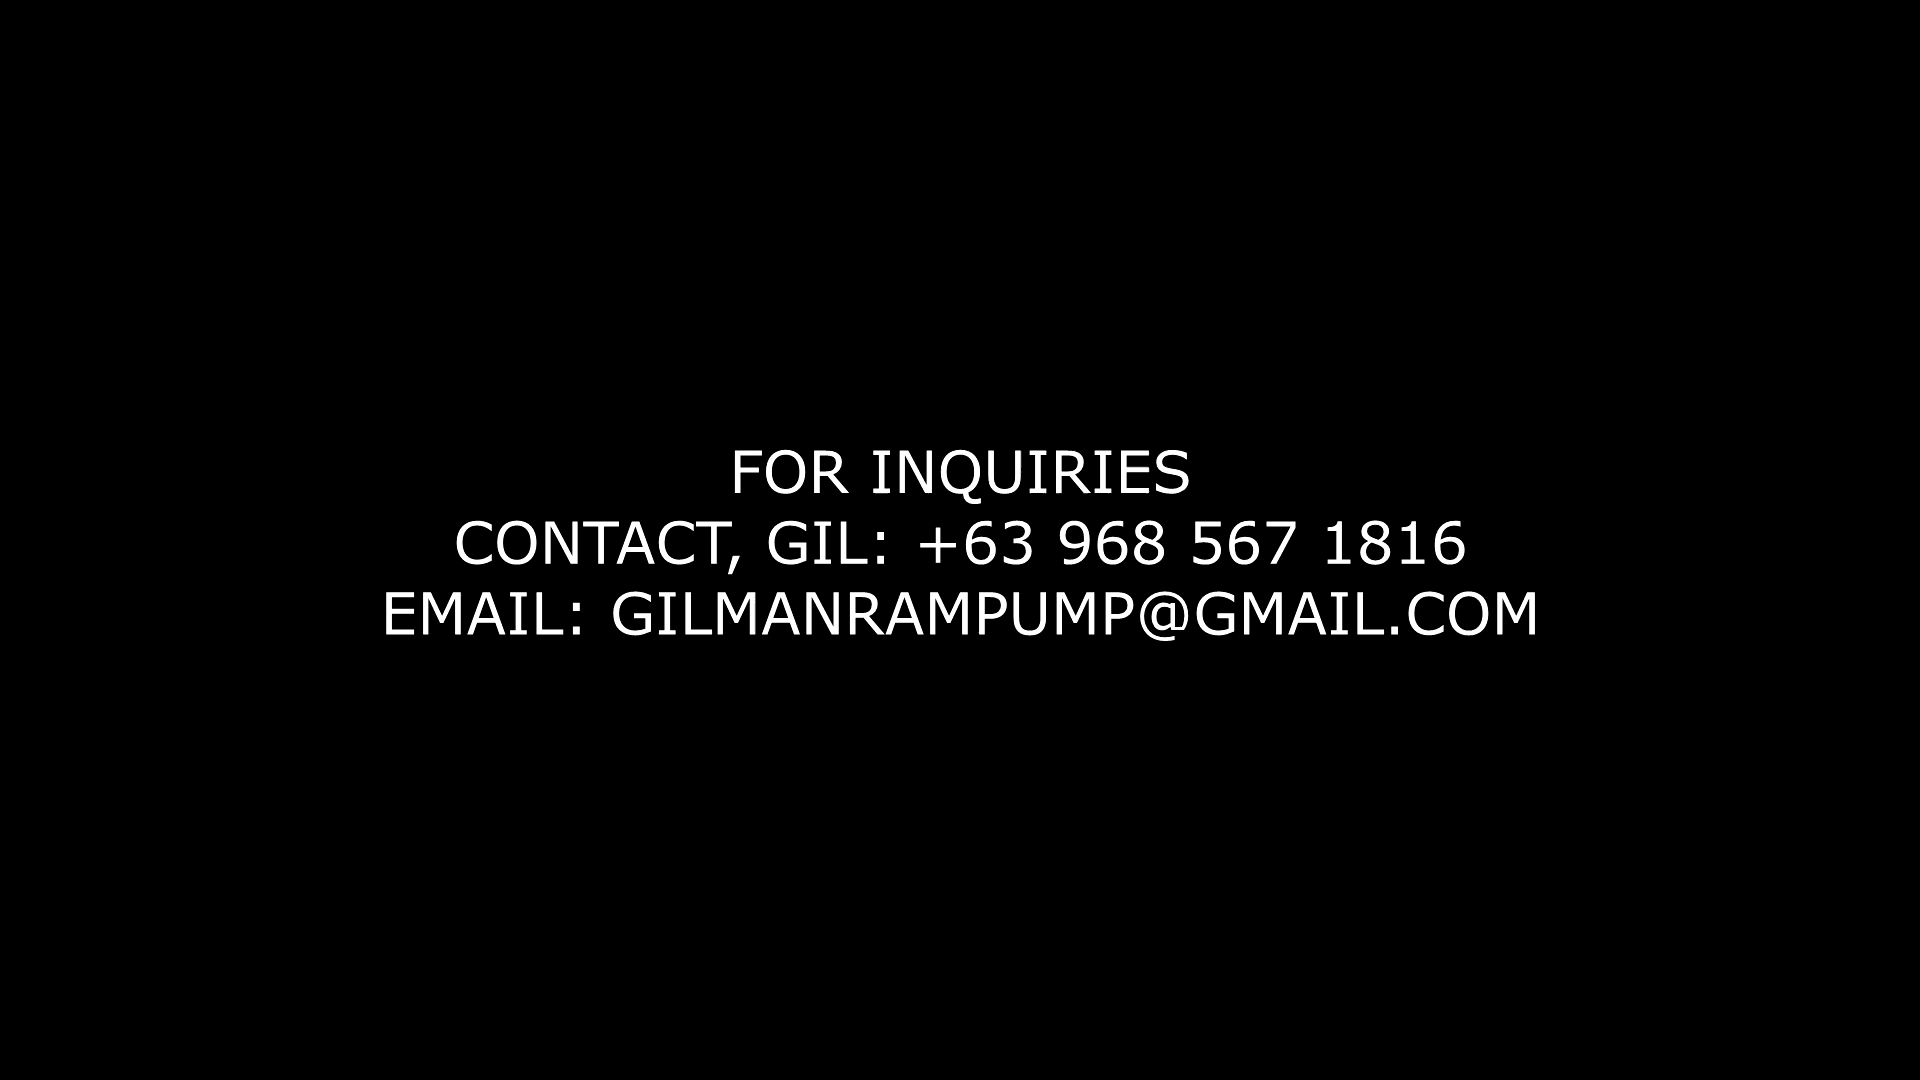 FOR INQUIRIES
CONTACT, GIL: +63 968 567 1816
EMAIL: GILMANRAMPUMP@GMAIL.COM